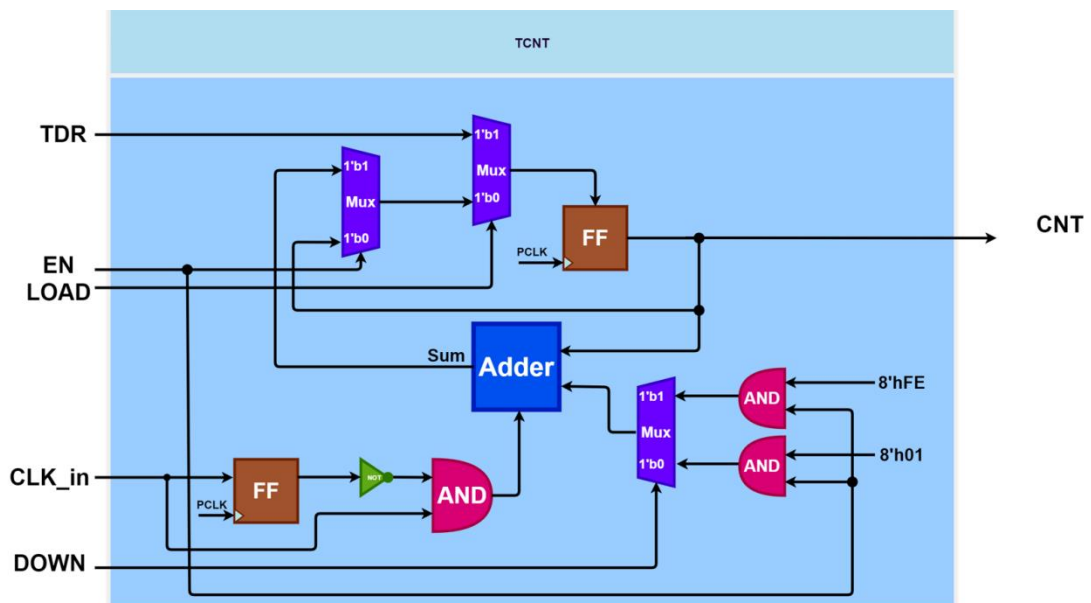 TCNT
TDR
1'b1
Mux
1'b0
1'b1
Mux
1'b0
FF
PCLK
CNT
EN
LOAD
Sum
Adder
1'b1
Mux
1'b0
AND
8'hFE
AND
8'h01
CLK_in
FF
PCLK
NOT
AND
DOWN